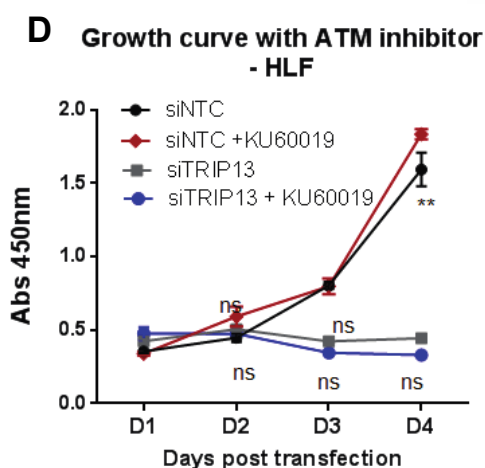 D
Growth curve with ATM inhibitor
- HLF
siNTC
siNTC +KU60019
siTRIP13
siTRIP13 + KU60019
Abs 450nm
2.0
1.5
1.0
0.5
0.0
**
ns
ns
ns
ns
ns
D1
D2
D3
D4
Days post transfection